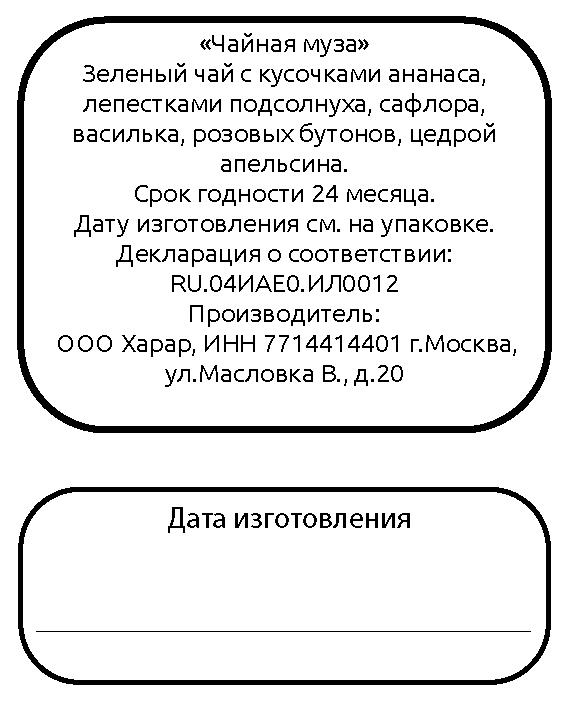 «Чайная муза»
Зеленый чай с кусочками ананаса,
лепестками подсолнуха, сафлора,
василька, розовых бутонов, цедрой
апельсина.
Срок годности 24 месяца.
Дату изготовления см. на упаковке.
Декларация о соответствии:
RU.04ИАЕ0.ИЛ0012
Производитель:
ООО Харар, ИНН 7714414401 г.Москва,
ул.Масловка В., д.20
Дата изготовления